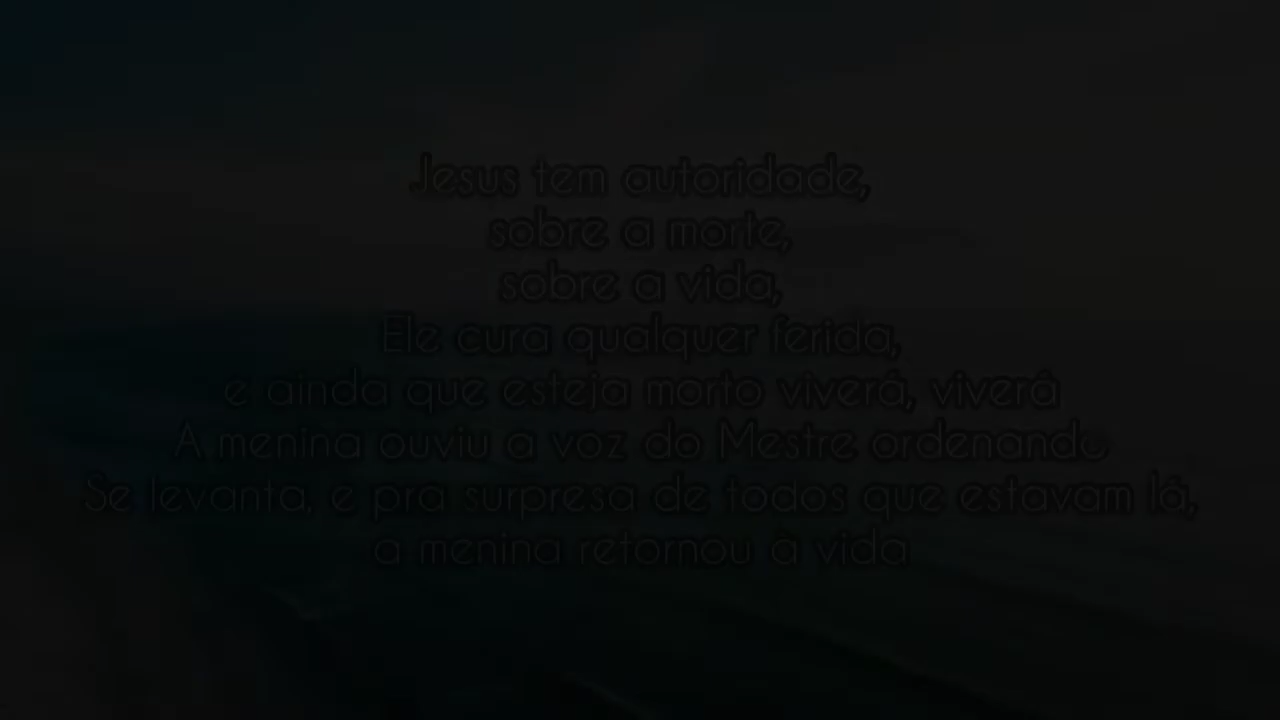 Jesus tem autoridade,
sobre a morte,
sobre a vida,
Ele cura qualquer ferida,
e ainda que esteja morto viverá, viverá
A menina ouviu a voz do Mestre ordenando
Se levanta, e pra surpresa de todos que estavam lá,
a menina retornou à vida